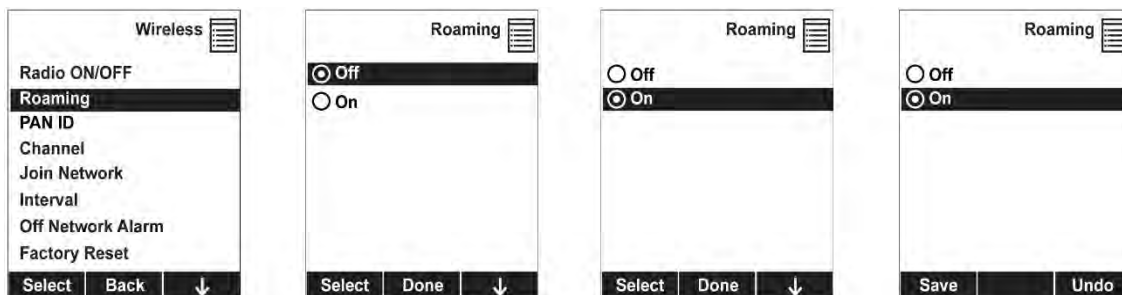 Wireless
Radio ON/OFF
Roaming
PAN ID
Channel
Join Network
Interval
Off Network Alarm
Factory Reset
Select Back ↓
Roaming
Off
On
Select Done ↓
Roaming
Off
On
Select Done ↓
Roaming
Off
On
Save Undo